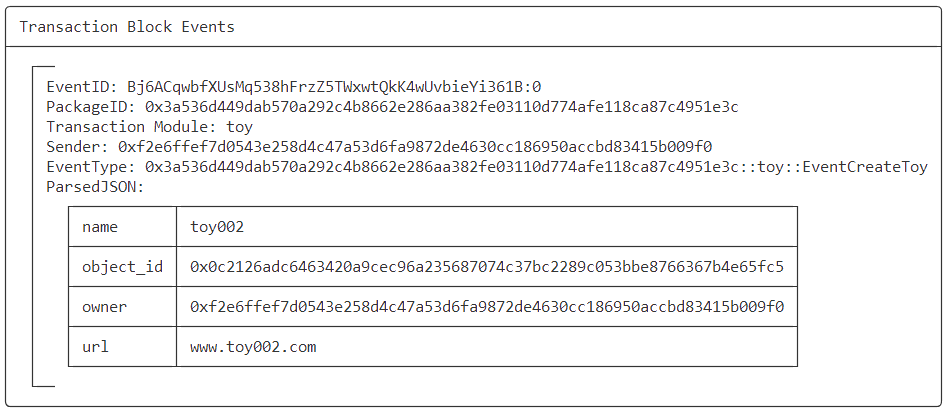 Transaction Block Events
EventID: Bj6ACqwbfXUsMq538hFrzZ5TWxwtQkK4wUvbieYi361B:0
PackageID: 0x3a536d449dab570a292c4b8662e286aa382fe03110d774afe118ca87c4951e3c
Transaction Module: toy
Sender: 0xf2e6ffef7d0543e258d4c47a53d6fa9872de4630cc186950accbd83415b009f0
EventType: 0x3a536d449dab570a292c4b8662e286aa382fe03110d774afe118ca87c4951e3c::toy::EventCreateToy
ParsedJSON:
name toy002
object_id 0x0c2126adc6463420a9cec96a235687074c37bc2289c053bbe8766367b4e65fc5
owner 0xf2e6ffef7d0543e258d4c47a53d6fa9872de4630cc186950accbd83415b009f0
url www.toy002.com